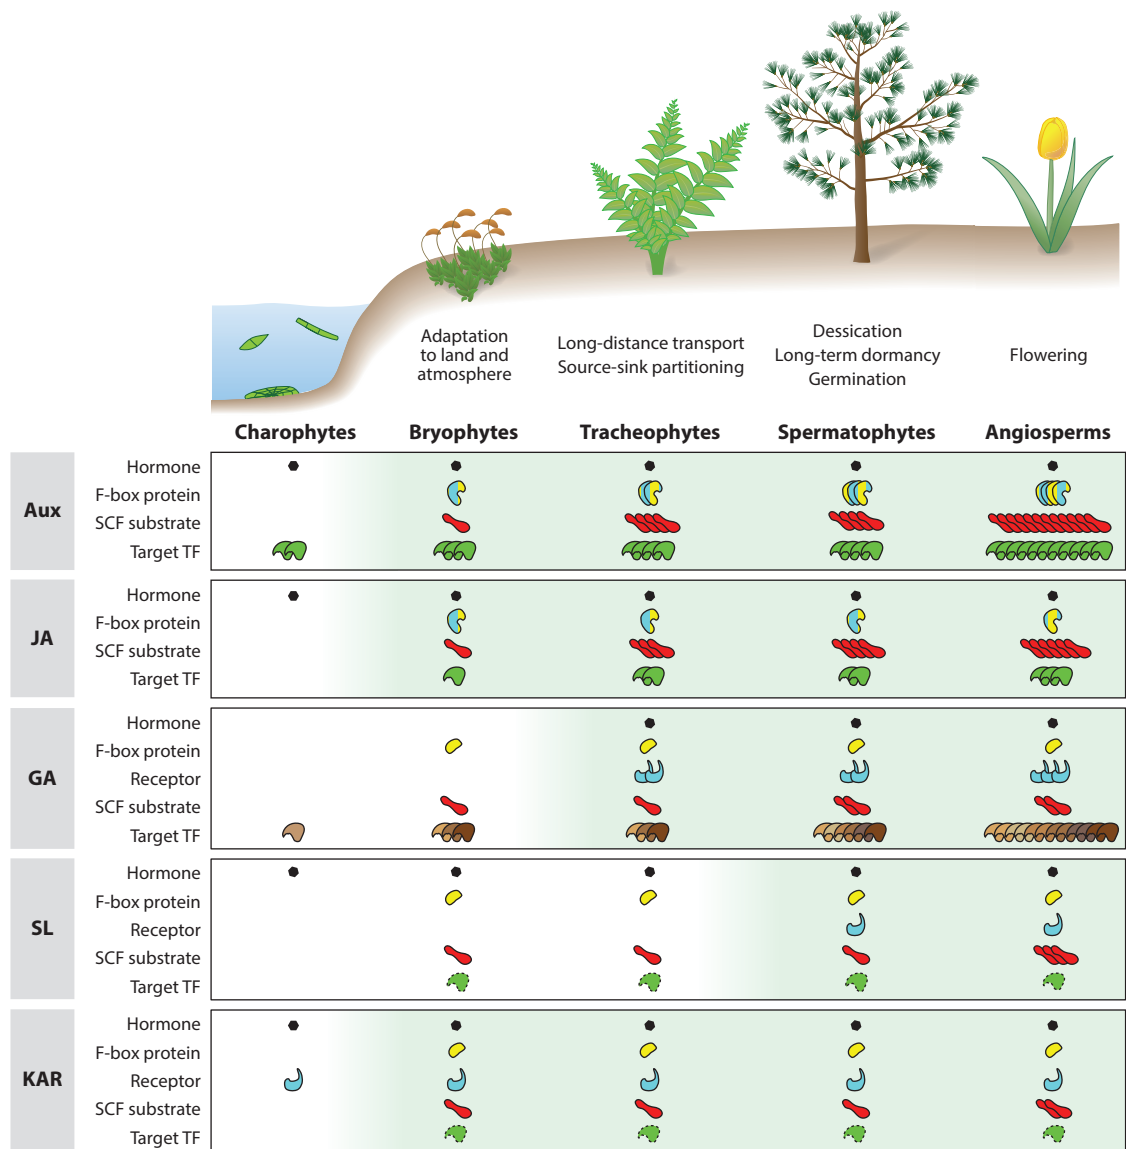 Adaptation
to land and
atmosphere
Long-distance transport
Source-sink partitioning
Dessication
Long-term dormancy
Germination
Flowering
Charophytes
Bryophytes
Tracheophytes
Spermatophytes
Angiosperms
Aux
Hormone
F-box protein
SCF substrate
Target TF
JA
Hormone
F-box protein
SCF substrate
Target TF
GA
Hormone
F-box protein
Receptor
SCF substrate
Target TF
SL
Hormone
F-box protein
Receptor
SCF substrate
Target TF
KAR
Hormone
F-box protein
Receptor
SCF substrate
Target TF